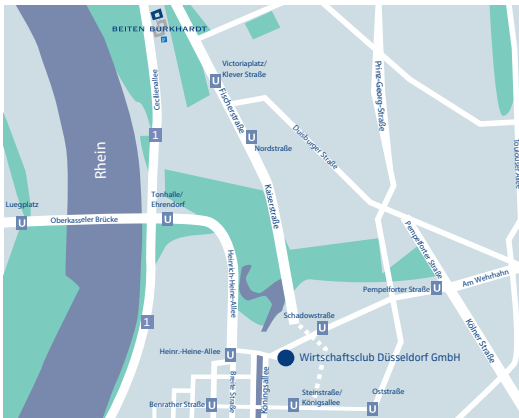 BEITEN BURKHARDT
Victoriaplatz/
Klever Straße
U
Cecilienallee
Fischerstraße
Prinz-Georg-Straße
1
U
Nordstraße
Duisburger Straße
Rhein
Luegplatz
U
Oberkasseler Brücke
Tonhalle/
Ehrendorf
U
Kaiserstraße
Heinrich-Heine-Allee
Pempelforter Straße
Am Wehrhahn
Pempelforter Straße
U
Kölner Straße
1
Schadowstraße
U
Heinr.-Heine-Allee
U
Wirtschaftsclub Düsseldorf GmbH
Breite Straße
Königsallee
Benrather Straße
U
U
Steinstraße/
Königsallee
Oststraße
U